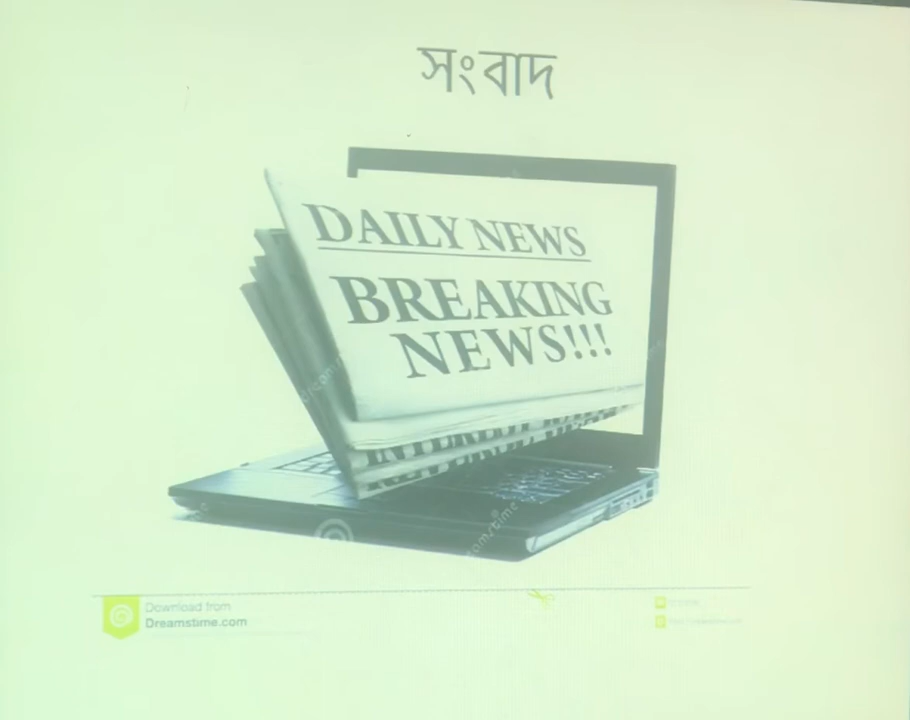 সংবাদ
DAILY NEWS
BREAKING
NEWS!!!
Download from
Dreamstime.com